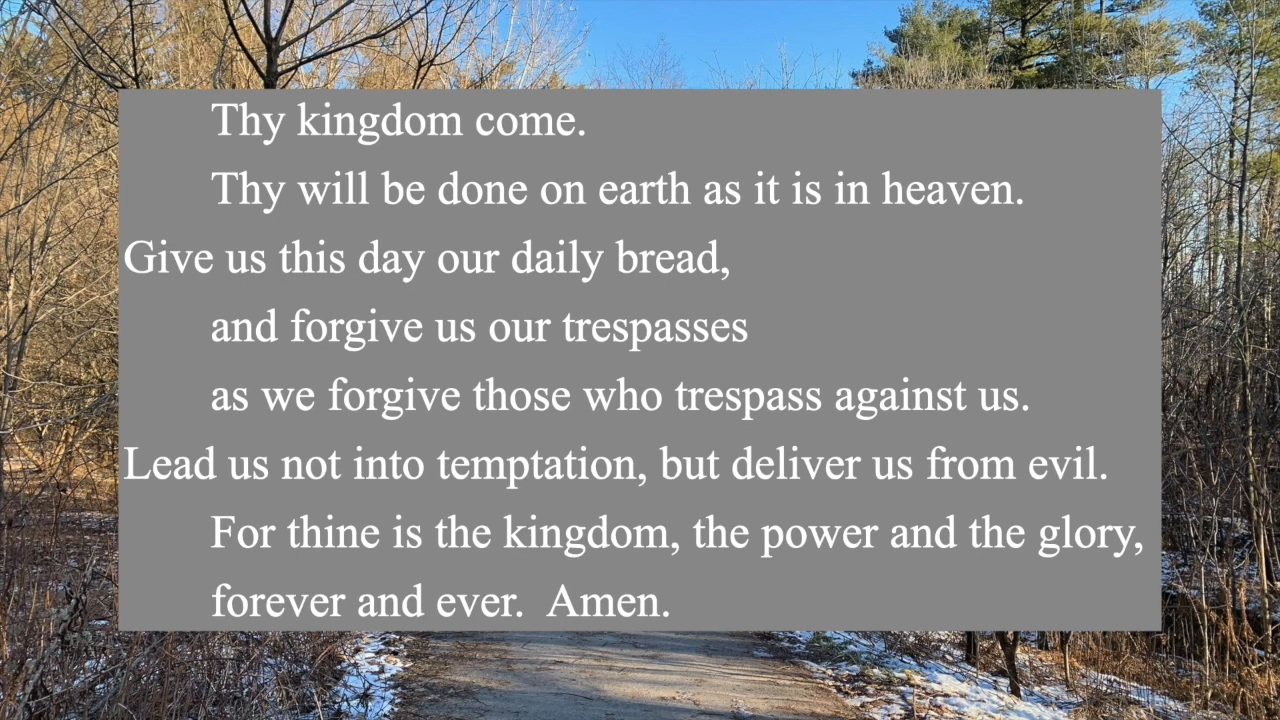 Thy kingdom come.
Thy will be done on earth as it is in heaven.
Give us this day our daily bread,
and forgive us our trespasses
as we forgive those who trespass against us.
Lead us not into temptation, but deliver us from evil.
For thine is the kingdom, the power and the glory,
forever and ever.  Amen.